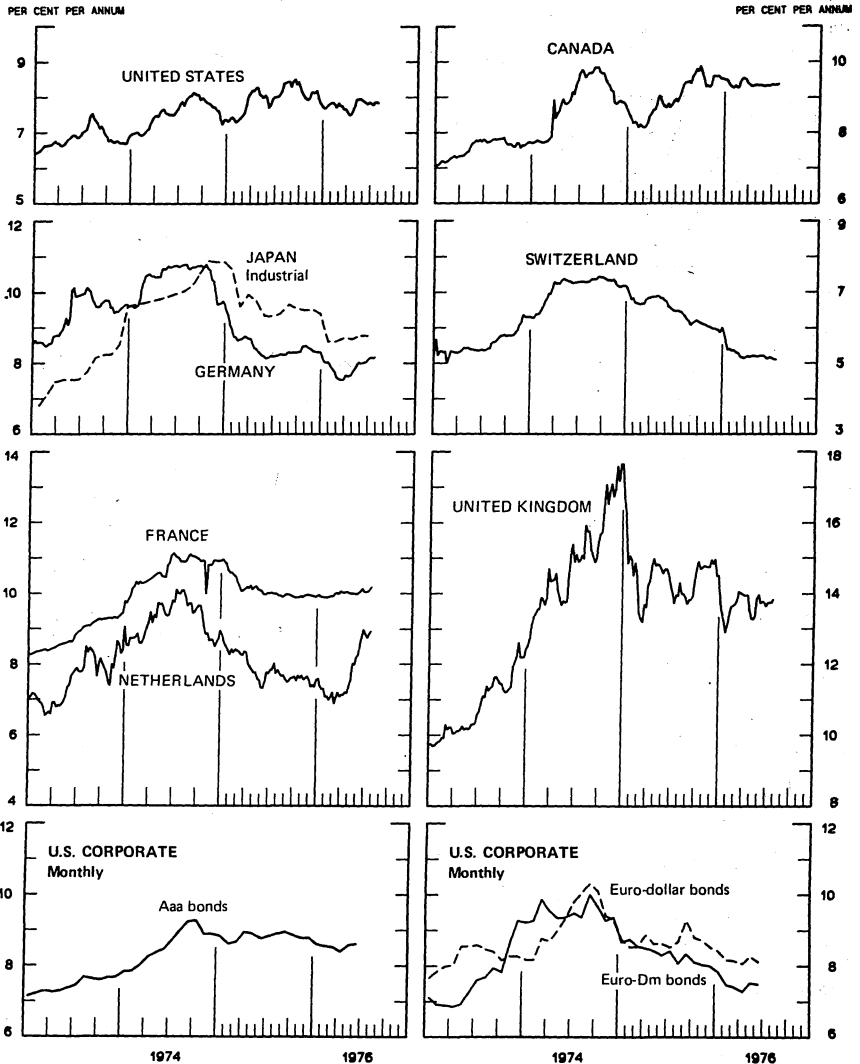 PER CENT PER ANNUM
PER CENT PER ANNUM
UNITED STATES
9
7
5
CANADA
10
8
6
JAPAN
Industrial
GERMANY
12
10
8
6
SWITZERLAND
9
7
5
3
FRANCE
NETHERLANDS
14
12
10
8
6
4
UNITED KINGDOM
18
16
14
12
10
8
U.S. CORPORATE
Monthly
Aaa bonds
12
10
8
6
U.S. CORPORATE
Monthly
Euro-dollar bonds
Euro-Dm bonds
12
10
8
6
1974
1976
1974
1976